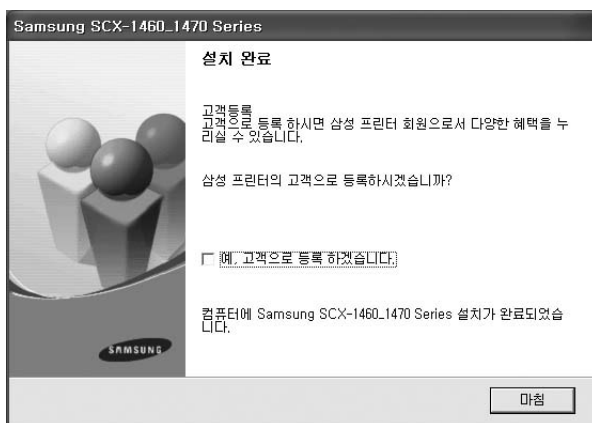 Samsung SCX-1460_1470 Series
설치 완료
고객등록
고객으로 등록 하시면 삼성 프린터 회원으로서 다양한 혜택을 누
리실 수 있습니다.
삼성 프린터의 고객으로 등록하시겠습니까?
예, 고객으로 등록 하겠습니다.
컴퓨터에 Samsung SCX-1460_1470 Series 설치가 완료되었습
니다.
SAMSUNG
마침